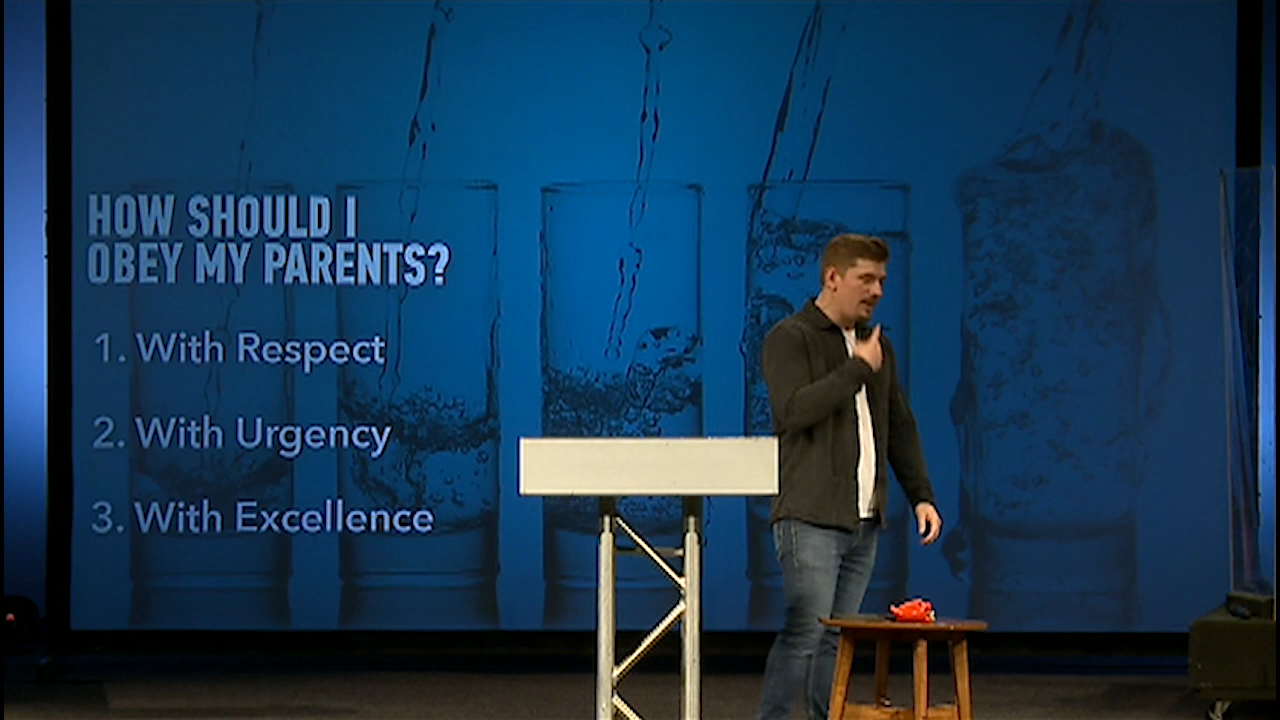 HOW SHOULD I
OBEY MY PARENTS?
1. With Respect
2. With Urgency
3. With Excellence